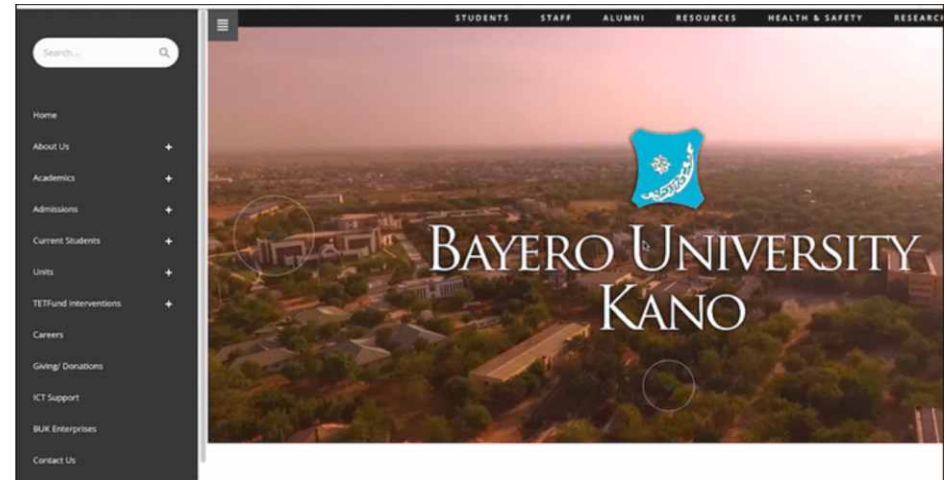 STUDENTS STAFF ALUMNI RESOURCES HEALTH & SAFETY RESEARC
Search...
Home
About Us +
Academics +
Admissions +
Current Students +
Units +
TETFund Interventions +
Careers
Giving/ Donations
ICT Support
BUK Enterprises
Contact Us
BAYERO UNIVERSITY
KANO